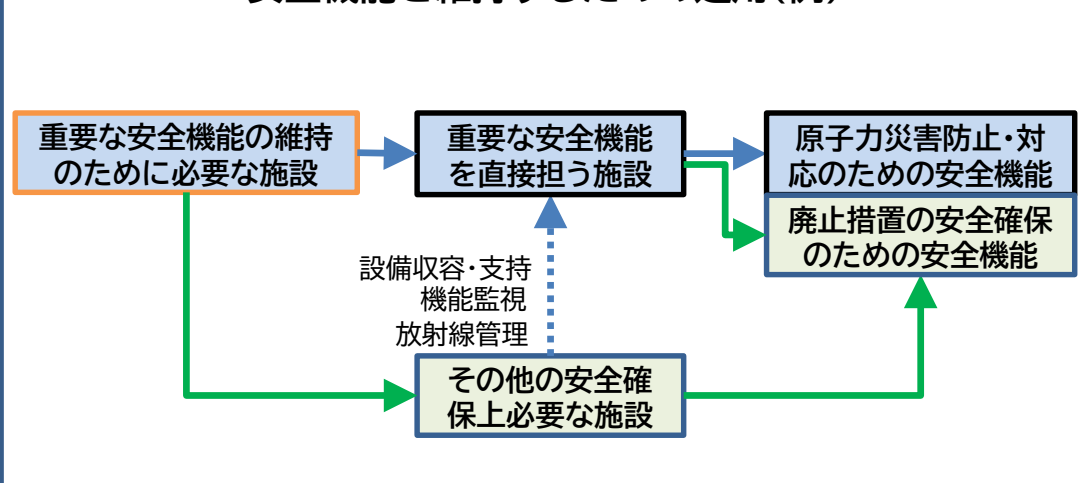 重要な安全機能の維持
のために必要な施設
重要な安全機能
を直接担う施設
原子力災害防止・対
応のための安全機能
廃止措置の安全確保
のための安全機能
設備収容・支持
機能監視
放射線管理
その他の安全確
保上必要な施設